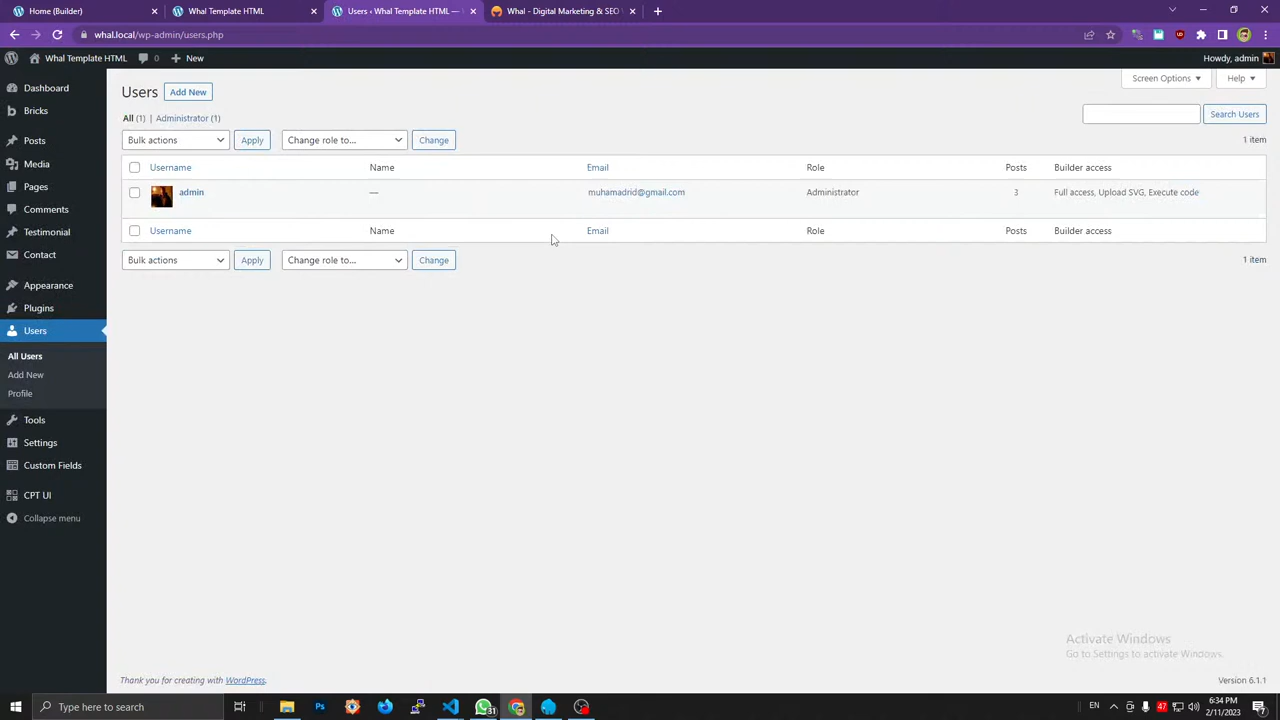 Home (Builder)
Whal Template HTML
Users ‹ Whal Template HTML —
Whal - Digital Marketing & SEO
whal.local/wp-admin/users.php
Whal Template HTML
0
New
Howdy, admin
Dashboard
Bricks
Posts
Media
Pages
Comments
Testimonial
Contact
Appearance
Plugins
Users
All Users
Add New
Profile
Tools
Settings
Custom Fields
CPT UI
Collapse menu
Screen Options
Help
Users
Add New
All (1) | Administrator (1)
Search Users
Bulk actions
Apply
Change role to...
Change
1 item
Username
Name
Email
Role
Posts
Builder access
admin
—
muhamadrid@gmail.com
Administrator
3
Full access, Upload SVG, Execute code
Username
Name
Email
Role
Posts
Builder access
Bulk actions
Apply
Change role to...
Change
1 item
Activate Windows
Go to Settings to activate Windows.
Thank you for creating with WordPress.
Version 6.1.1
Type here to search
Ps
31
EN
47
6:34 PM
2/11/2023